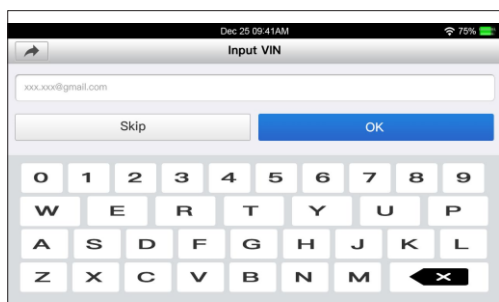 Dec 25 09:41AM 75%
Input VIN
xxx.xxx@gmail.com
Skip OK
0 1 2 3 4 5 6 7 8 9
W E R T Y U P
A S D F G H J K L
Z X C V B N M